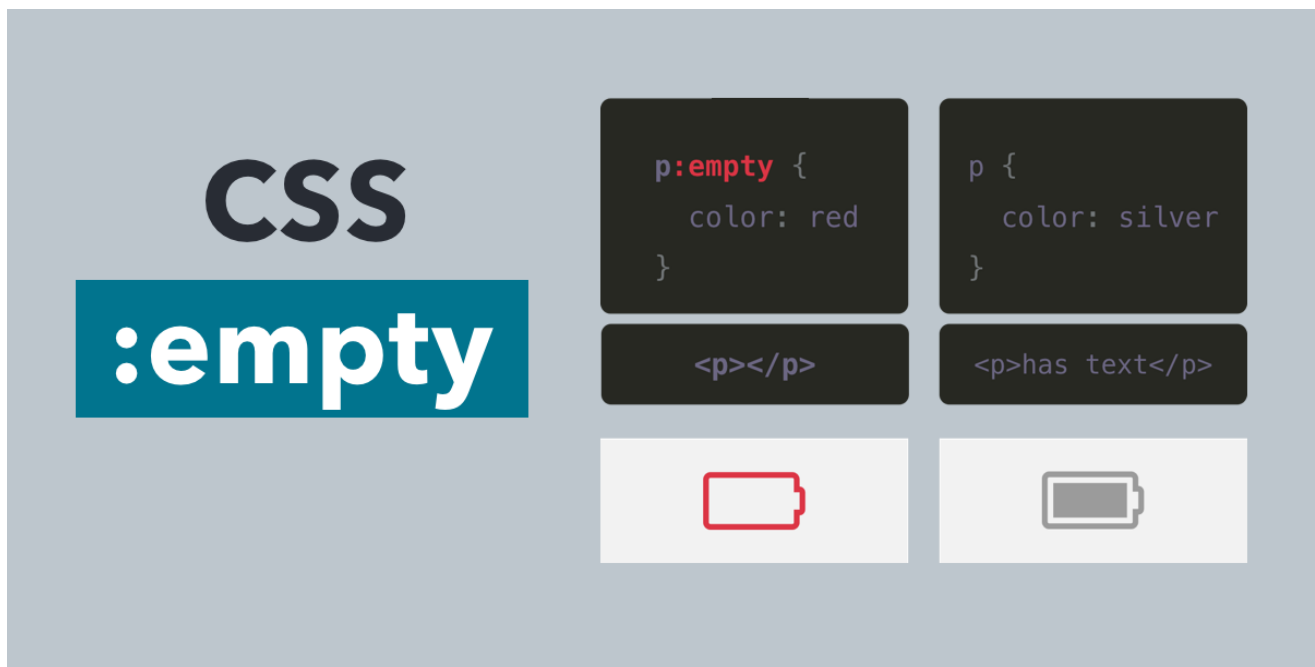 CSS
:empty
p:empty {
color: red
}
<p></p>
p {
color: silver
}
<p>has text</p>